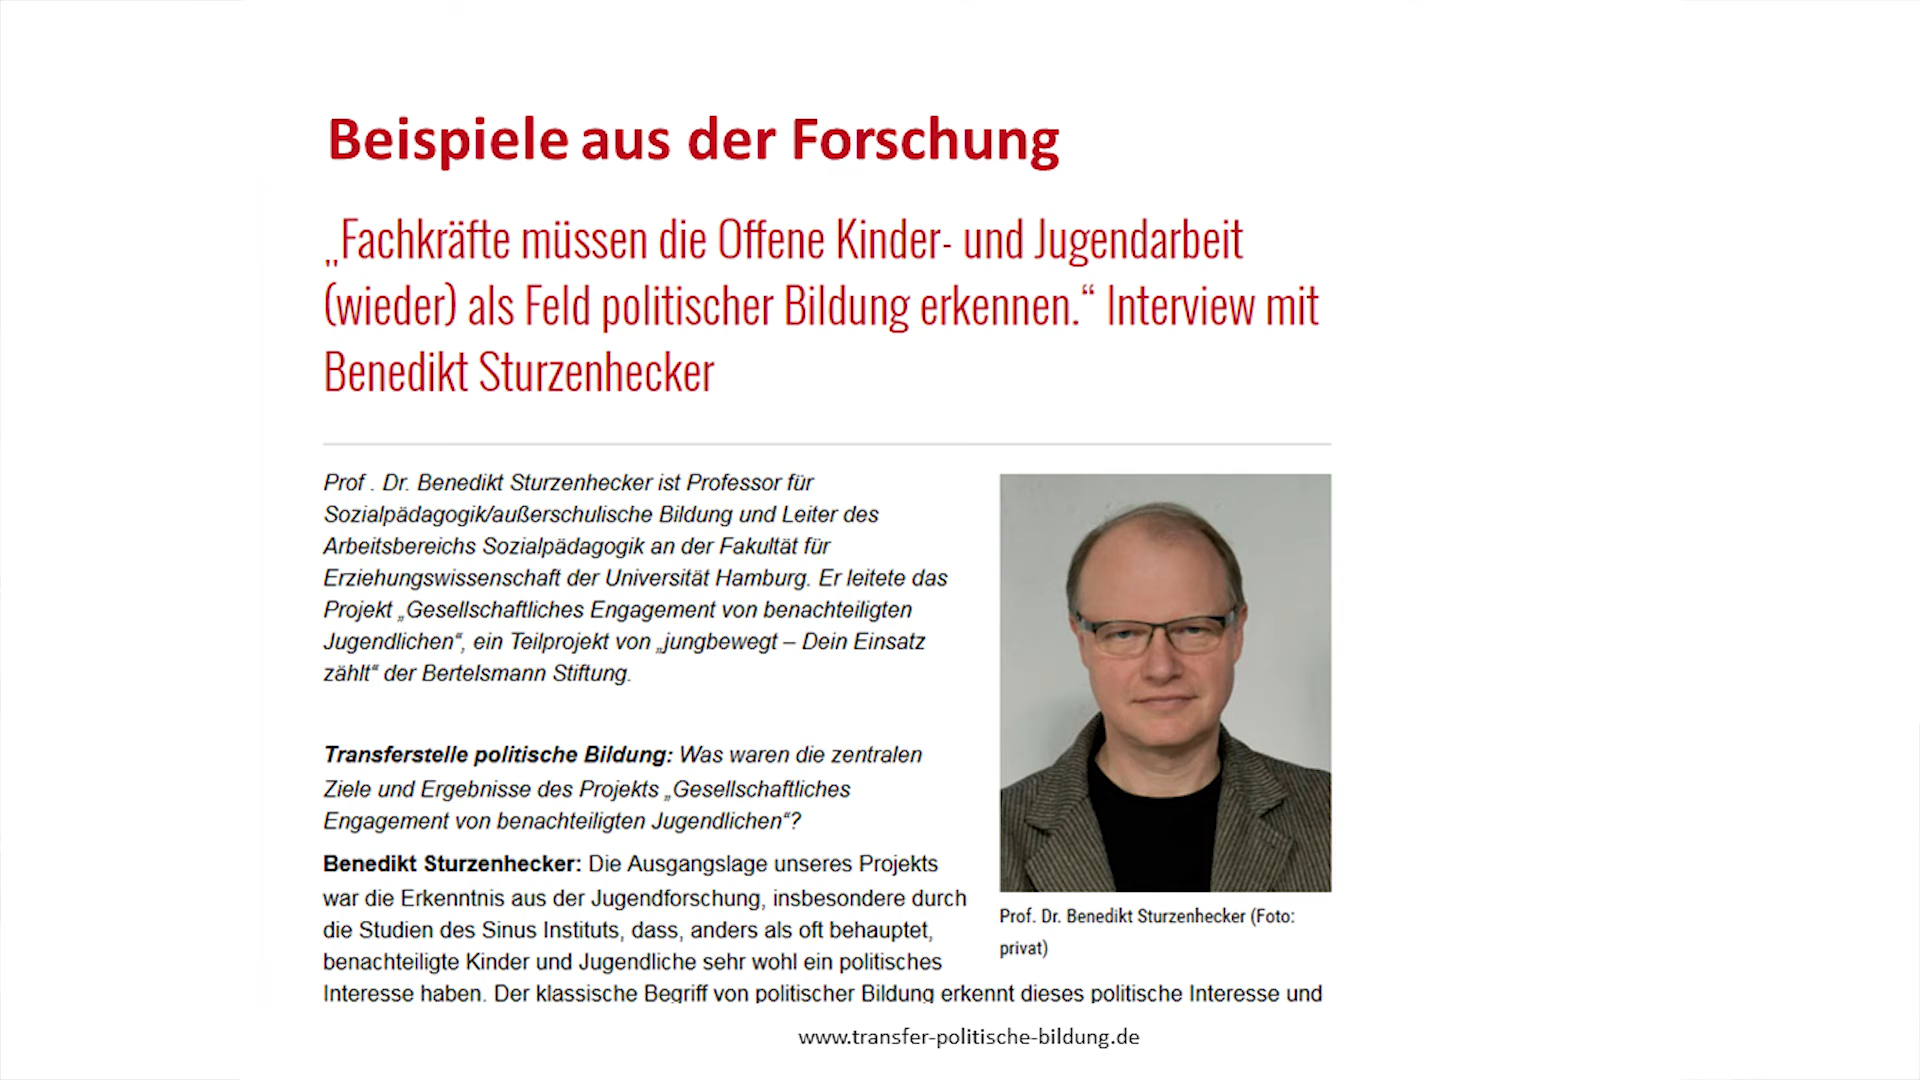 Beispiele aus der Forschung
„Fachkräfte müssen die Offene Kinder- und Jugendarbeit
(wieder) als Feld politischer Bildung erkennen.“ Interview mit
Benedikt Sturzenhecker
Prof . Dr. Benedikt Sturzenhecker ist Professor für
Sozialpädagogik/außerschulische Bildung und Leiter des
Arbeitsbereichs Sozialpädagogik an der Fakultät für
Erziehungswissenschaft der Universität Hamburg. Er leitete das
Projekt „Gesellschaftliches Engagement von benachteiligten
Jugendlichen“, ein Teilprojekt von „jungbewegt – Dein Einsatz
zählt“ der Bertelsmann Stiftung.
Transferstelle politische Bildung: Was waren die zentralen
Ziele und Ergebnisse des Projekts „Gesellschaftliches
Engagement von benachteiligten Jugendlichen“?
Benedikt Sturzenhecker: Die Ausgangslage unseres Projekts
war die Erkenntnis aus der Jugendforschung, insbesondere durch
die Studien des Sinus Instituts, dass, anders als oft behauptet,
benachteiligte Kinder und Jugendliche sehr wohl ein politisches
Interesse haben. Der klassische Begriff von politischer Bildung erkennt dieses politische Interesse und
Prof. Dr. Benedikt Sturzenhecker (Foto:
privat)
www.transfer-politische-bildung.de